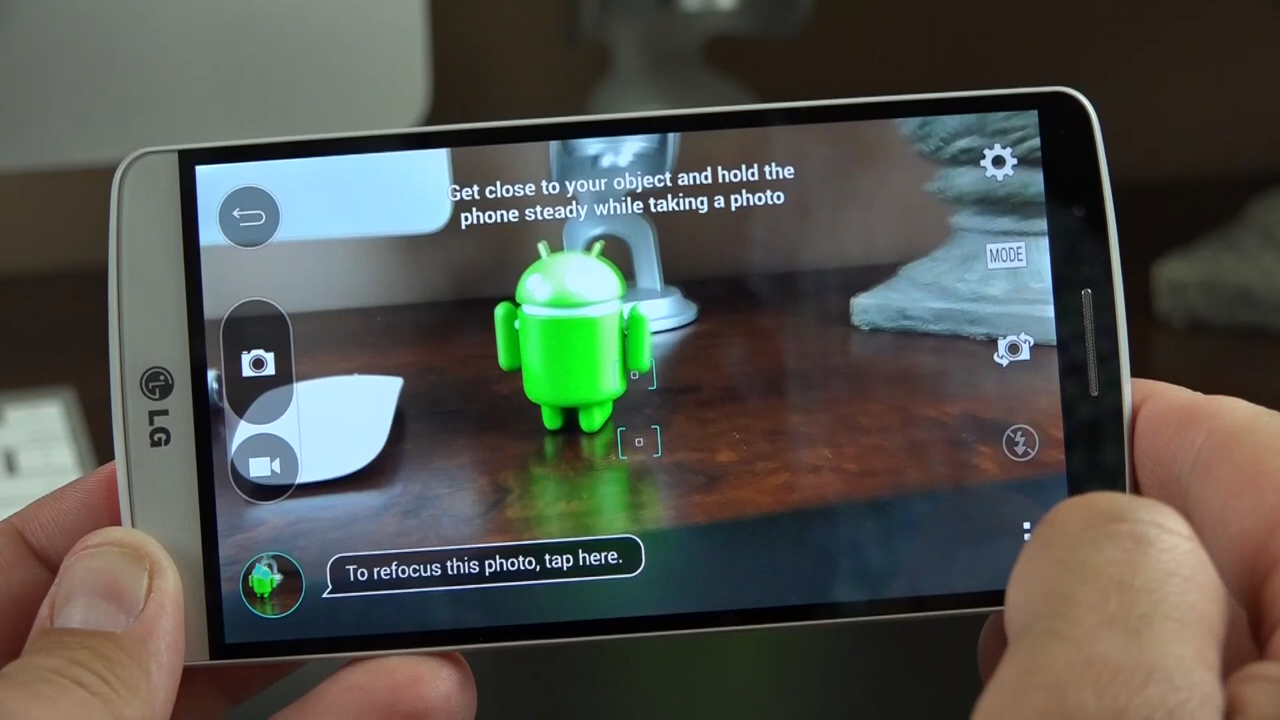 Get close to your object and hold the
phone steady while taking a photo
MODE
LG
To refocus this photo, tap here.